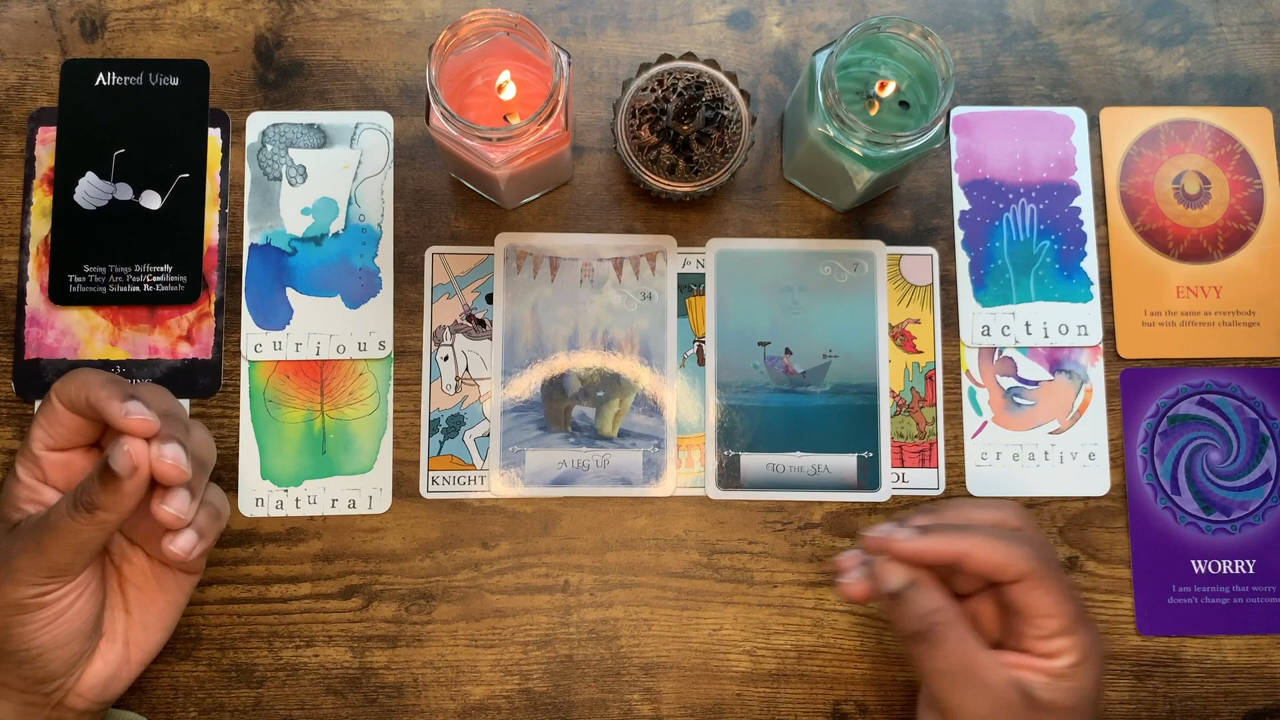 Altered View
Seeing Things Differently
Than They Are, Past/Conditioning
Influencing Situation, Re-Evaluate
·3·
curious
natural
KNIGHT
34
A LEG UP
7
TO THE SEA
action
creative
ENVY
I am the same as everybody
but with different challenges
WORRY
I am learning that worry
doesn't change an outcome